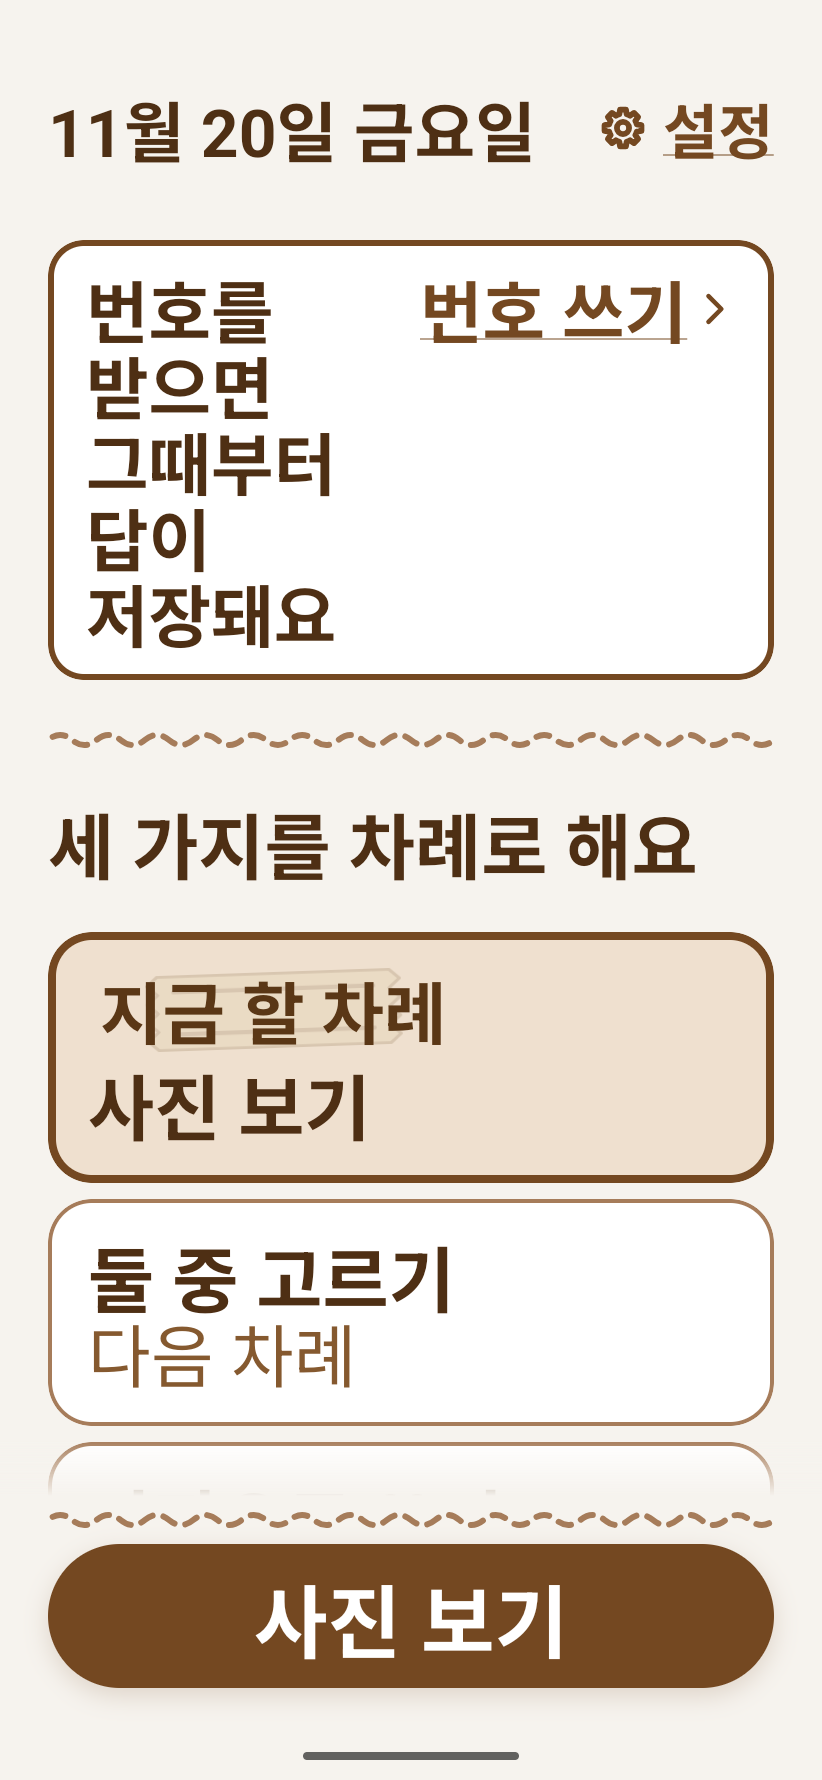 11월 20일 금요일 설정
번호를 번호 쓰기
받으면
그때부터
답이
저장돼요
세 가지를 차례로 해요
지금 할 차례
사진 보기
둘 중 고르기
다음 차례
사진 보기